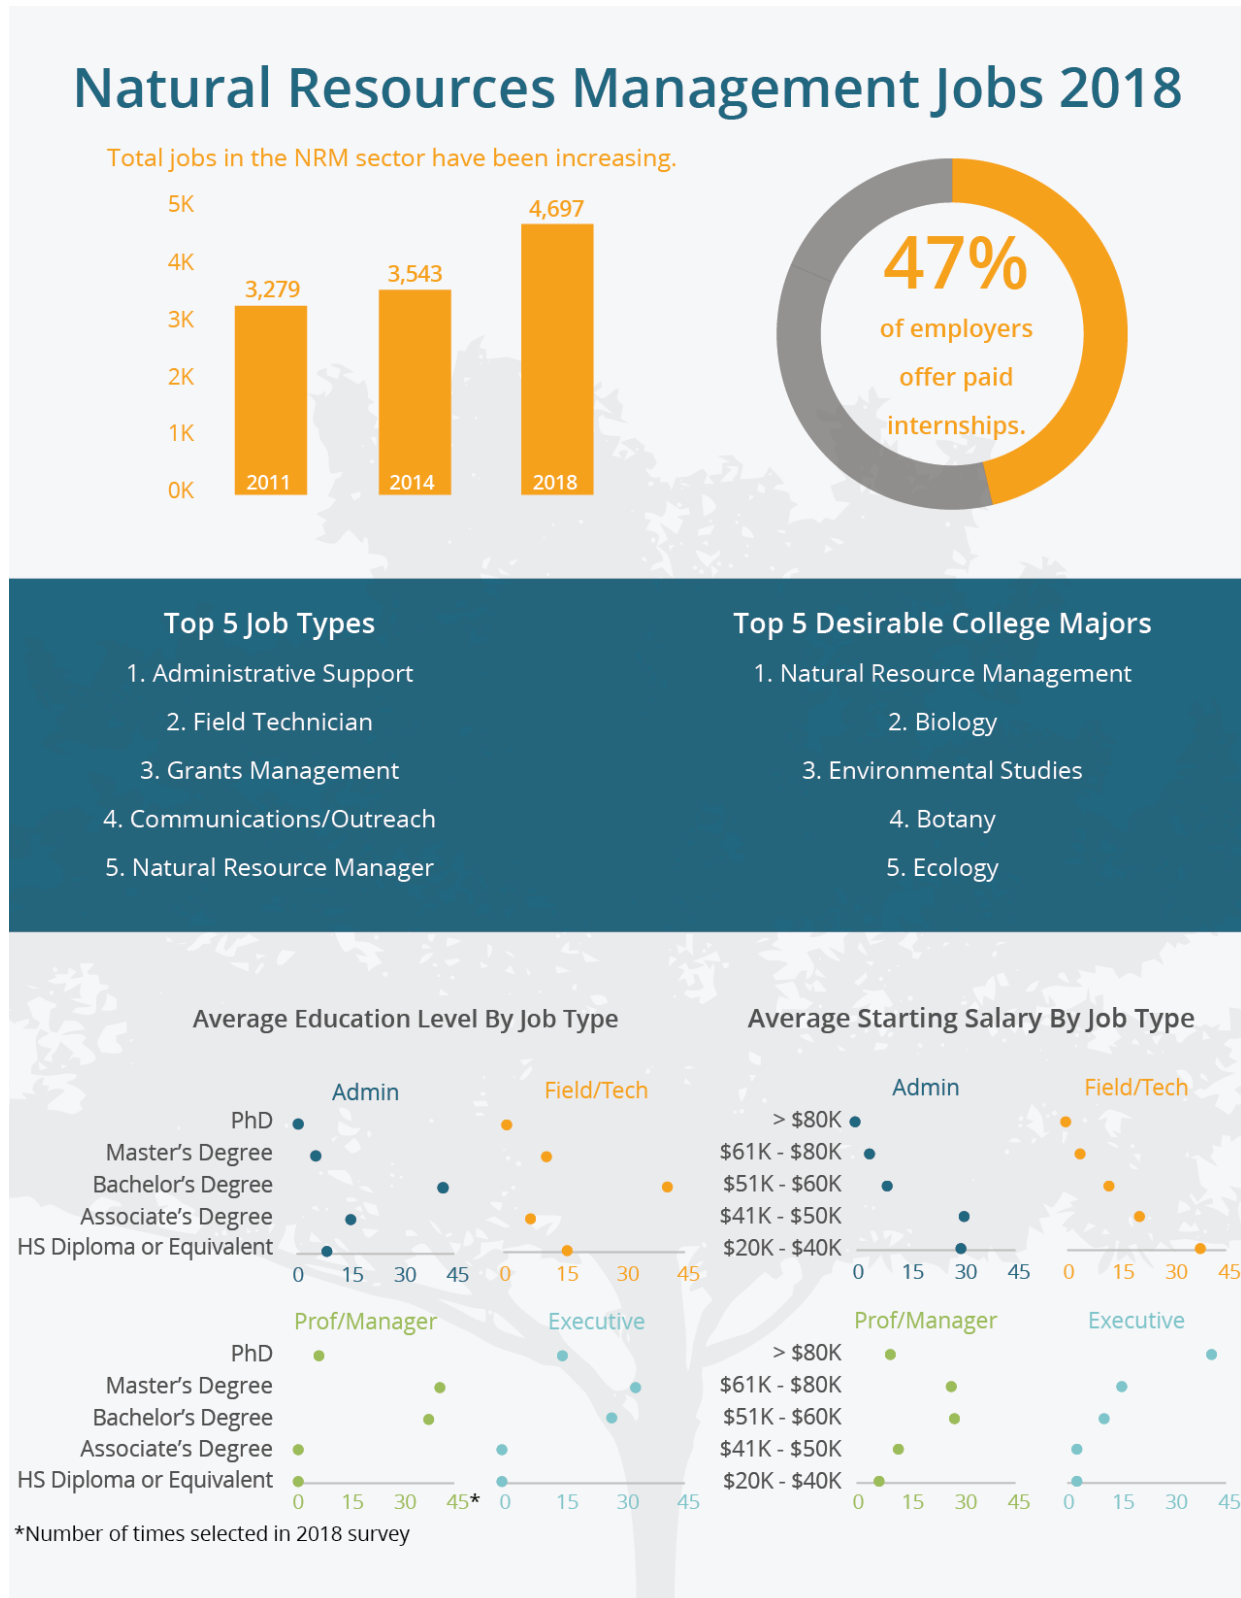 Natural Resources Management Jobs 2018
Total jobs in the NRM sector have been increasing.
5K
4K
3K
2K
1K
0K
3,279
3,543
4,697
2011
2014
2018
47%
of employers
offer paid
internships.
Top 5 Job Types
1. Administrative Support
2. Field Technician
3. Grants Management
4. Communications/Outreach
5. Natural Resource Manager
Top 5 Desirable College Majors
1. Natural Resource Management
2. Biology
3. Environmental Studies
4. Botany
5. Ecology
Average Education Level By Job Type
Admin
Field/Tech
PhD
Master's Degree
Bachelor's Degree
Associate's Degree
HS Diploma or Equivalent
0 15 30 45
0 15 30 45
Prof/Manager
Executive
PhD
Master's Degree
Bachelor's Degree
Associate's Degree
HS Diploma or Equivalent
0 15 30 45*
0 15 30 45
*Number of times selected in 2018 survey
Average Starting Salary By Job Type
Admin
Field/Tech
> $80K
$61K - $80K
$51K - $60K
$41K - $50K
$20K - $40K
0 15 30 45
0 15 30 45
Prof/Manager
Executive
> $80K
$61K - $80K
$51K - $60K
$41K - $50K
$20K - $40K
0 15 30 45
0 15 30 45